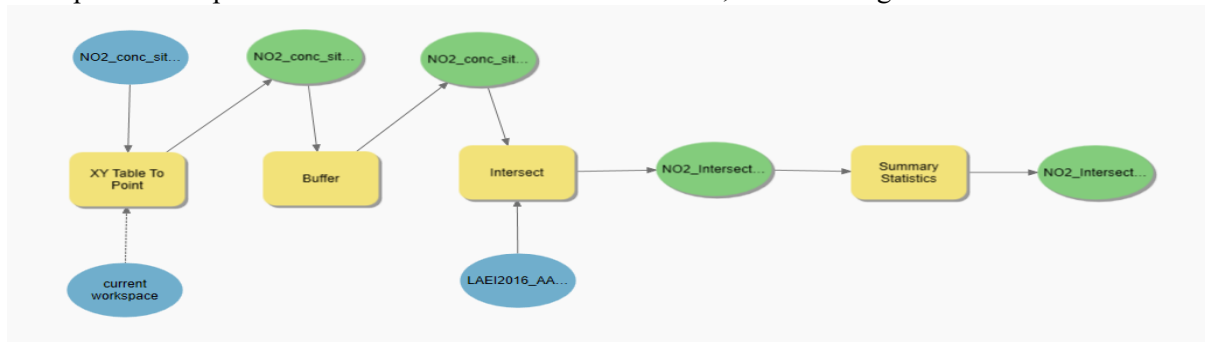 NO2_conc_sit...
NO2_conc_sit...
NO2_conc_sit...
XY Table To
Point
Buffer
Intersect
NO2_Intersect...
Summary
Statistics
NO2_Intersect...
current
workspace
LAEI2016_AA...